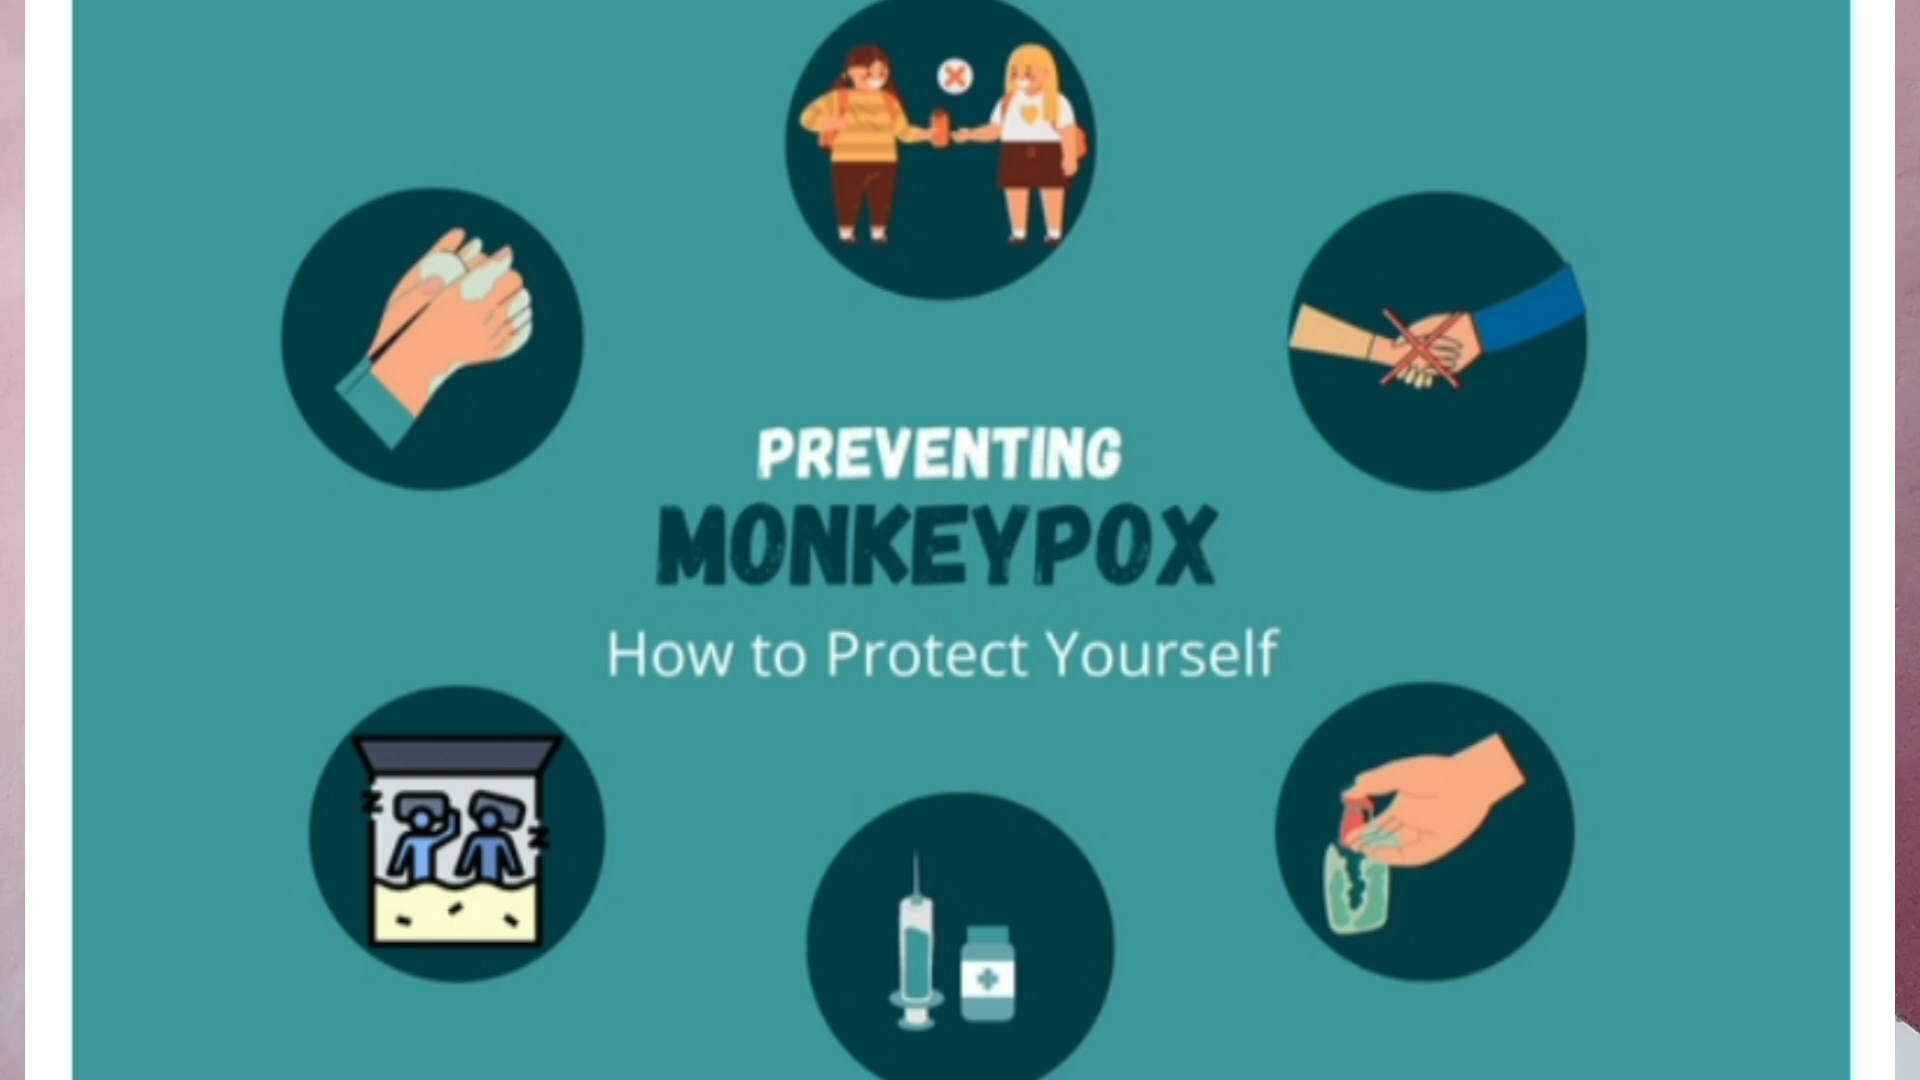 PREVENTING
MONKEYPOX
How to Protect Yourself
Z
Z